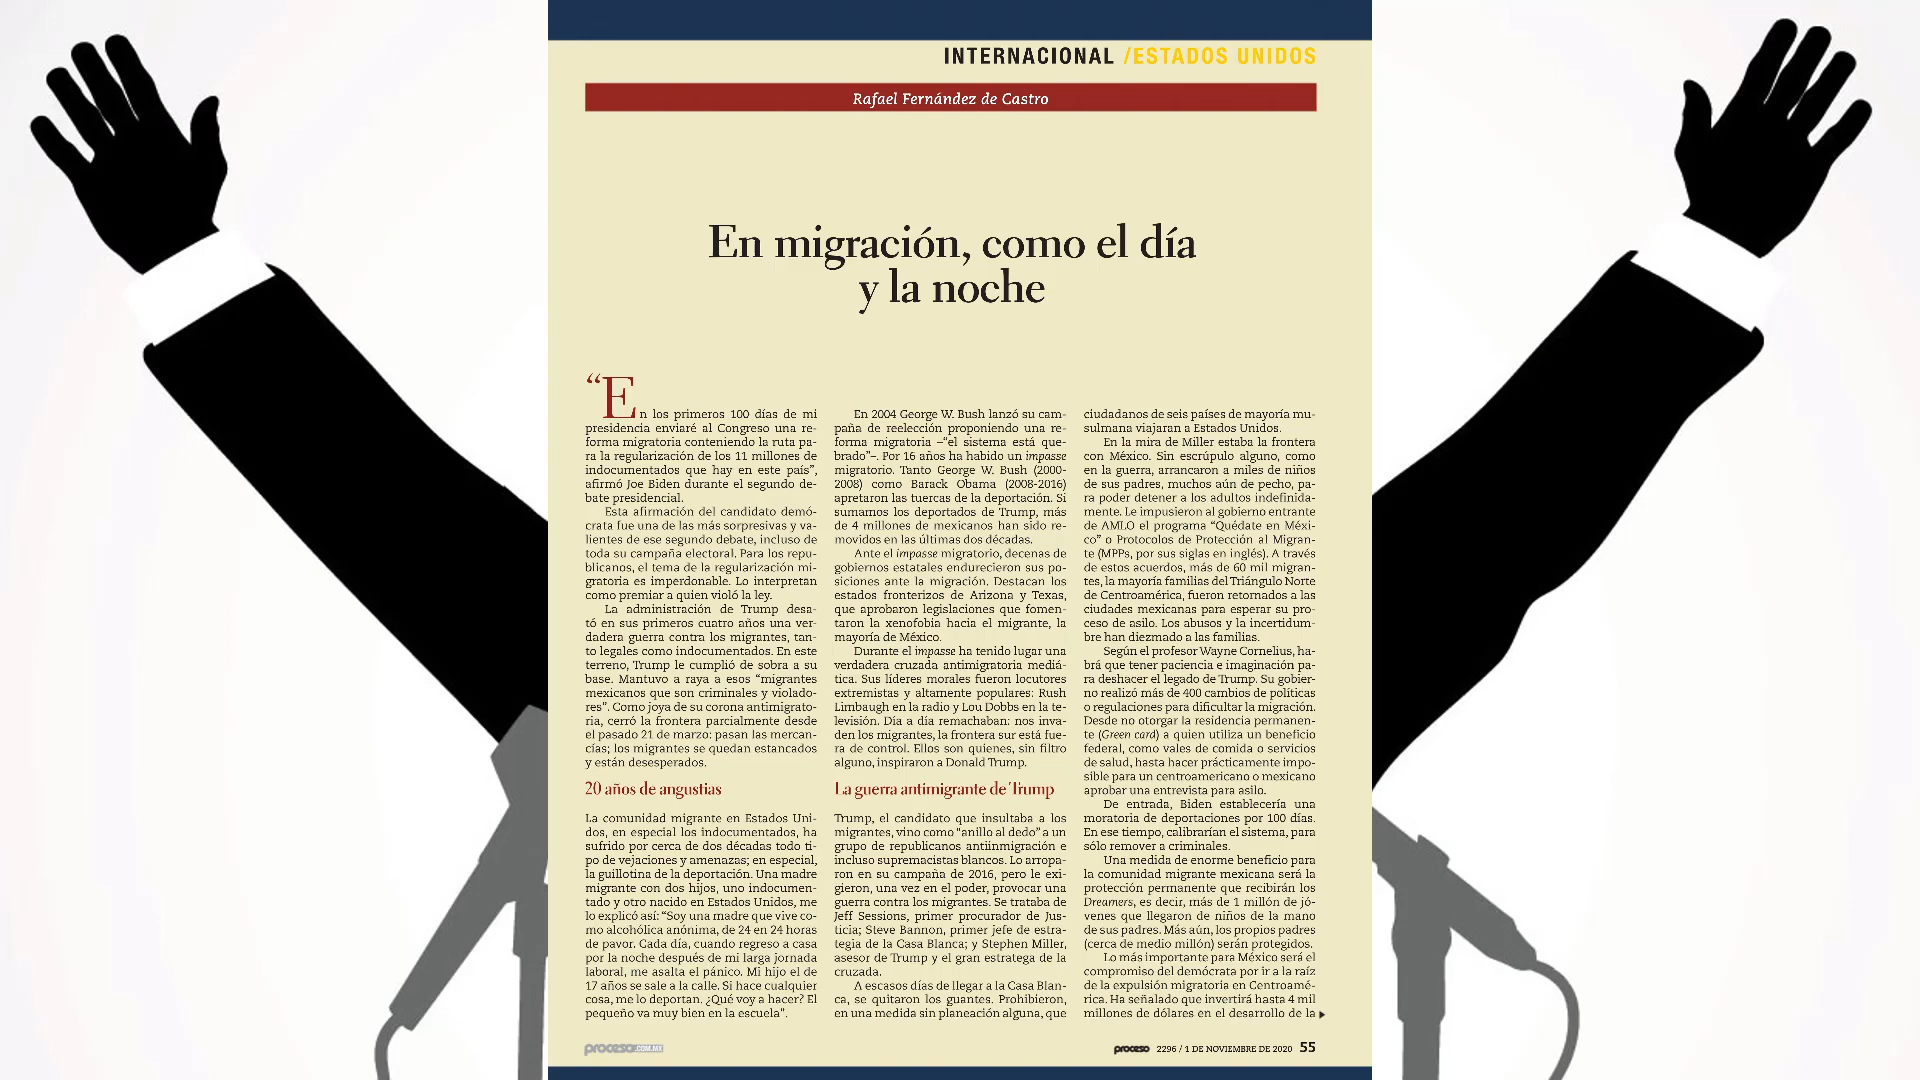 INTERNACIONAL /ESTADOS UNIDOS
Rafael Fernández de Castro
En migración, como el día
y la noche
“En los primeros 100 días de mi
presidencia enviaré al Congreso una re-
forma migratoria conteniendo la ruta pa-
ra la regularización de los 11 millones de
indocumentados que hay en este país”,
afirmó Joe Biden durante el segundo de-
bate presidencial.
Esta afirmación del candidato demó-
crata fue una de las más sorpresivas y va-
lientes de ese segundo debate, incluso de
toda su campaña electoral. Para los repu-
blicanos, el tema de la regularización mi-
gratoria es imperdonable. Lo interpretan
como premiar a quien violó la ley.
La administración de Trump desa-
tó en sus primeros cuatro años una ver-
dadera guerra contra los migrantes, tan-
to legales como indocumentados. En este
terreno, Trump le cumplió de sobra a su
base. Mantuvo a raya a esos “migrantes
mexicanos que son criminales y violado-
res”. Como joya de su corona antimigrato-
ria, cerró la frontera parcialmente desde
el pasado 21 de marzo: pasan las mercan-
cías; los migrantes se quedan estancados
y están desesperados.
20 años de angustias
La comunidad migrante en Estados Uni-
dos, en especial los indocumentados, ha
sufrido por cerca de dos décadas todo ti-
po de vejaciones y amenazas; en especial,
la guillotina de la deportación. Una madre
migrante con dos hijos, uno indocumen-
tado y otro nacido en Estados Unidos, me
lo explicó así: “Soy una madre que vive co-
mo alcohólica anónima, de 24 en 24 horas
de pavor. Cada día, cuando regreso a casa
por la noche después de mi larga jornada
laboral, me asalta el pánico. Mi hijo el de
17 años se sale a la calle. Si hace cualquier
cosa, me lo deportan. ¿Qué voy a hacer? El
pequeño va muy bien en la escuela”.
En 2004 George W. Bush lanzó su cam-
paña de reelección proponiendo una re-
forma migratoria –“el sistema está que-
brado”–. Por 16 años ha habido un impasse
migratorio. Tanto George W. Bush (2000-
2008) como Barack Obama (2008-2016)
apretaron las tuercas de la deportación. Si
sumamos los deportados de Trump, más
de 4 millones de mexicanos han sido re-
movidos en las últimas dos décadas.
Ante el impasse migratorio, decenas de
gobiernos estatales endurecieron sus po-
siciones ante la migración. Destacan los
estados fronterizos de Arizona y Texas,
que aprobaron legislaciones que fomen-
taron la xenofobia hacia el migrante, la
mayoría de México.
Durante el impasse ha tenido lugar una
verdadera cruzada antimigratoria mediá-
tica. Sus líderes morales fueron locutores
extremistas y altamente populares: Rush
Limbaugh en la radio y Lou Dobbs en la te-
levisión. Día a día remachaban: nos inva-
den los migrantes, la frontera sur está fue-
ra de control. Ellos son quienes, sin filtro
alguno, inspiraron a Donald Trump.
La guerra antimigrante de Trump
Trump, el candidato que insultaba a los
migrantes, vino como “anillo al dedo” a un
grupo de republicanos antiinmigración e
incluso supremacistas blancos. Lo arropa-
ron en su campaña de 2016, pero le exi-
gieron, una vez en el poder, provocar una
guerra contra los migrantes. Se trataba de
Jeff Sessions, primer procurador de Jus-
ticia; Steve Bannon, primer jefe de estra-
tegia de la Casa Blanca; y Stephen Miller,
asesor de Trump y el gran estratega de la
cruzada.
A escasos días de llegar a la Casa Blan-
ca, se quitaron los guantes. Prohibieron,
en una medida sin planeación alguna, que
ciudadanos de seis países de mayoría mu-
sulmana viajaran a Estados Unidos.
En la mira de Miller estaba la frontera
con México. Sin escrúpulo alguno, como
en la guerra, arrancaron a miles de niños
de sus padres, muchos aún de pecho, pa-
ra poder detener a los adultos indefinida-
mente. Le impusieron al gobierno entrante
de AMLO el programa “Quédate en Méxi-
co” o Protocolos de Protección al Migran-
te (MPPs, por sus siglas en inglés). A través
de estos acuerdos, más de 60 mil migran-
tes, la mayoría familias del Triángulo Norte
de Centroamérica, fueron retornados a las
ciudades mexicanas para esperar su pro-
ceso de asilo. Los abusos y la incertidum-
bre han diezmado a las familias.
Según el profesor Wayne Cornelius, ha-
brá que tener paciencia e imaginación pa-
ra deshacer el legado de Trump. Su gobier-
no realizó más de 400 cambios de políticas
o regulaciones para dificultar la migración.
Desde no otorgar la residencia permanen-
te (Green card) a quien utiliza un beneficio
federal, como vales de comida o servicios
de salud, hasta hacer prácticamente impo-
sible para un centroamericano o mexicano
aprobar una entrevista para asilo.
De entrada, Biden establecería una
moratoria de deportaciones por 100 días.
En ese tiempo, calibrarían el sistema, para
sólo remover a criminales.
Una medida de enorme beneficio para
la comunidad migrante mexicana será la
protección permanente que recibirán los
Dreamers, es decir, más de 1 millón de jó-
venes que llegaron de niños de la mano
de sus padres. Más aún, los propios padres
(cerca de medio millón) serán protegidos.
Lo más importante para México será el
compromiso del demócrata por ir a la raíz
de la expulsión migratoria en Centroamé-
rica. Ha señalado que invertirá hasta 4 mil
millones de dólares en el desarrollo de la
proceso.COM.MX
proceso 2296 / 1 DE NOVIEMBRE DE 2020 55